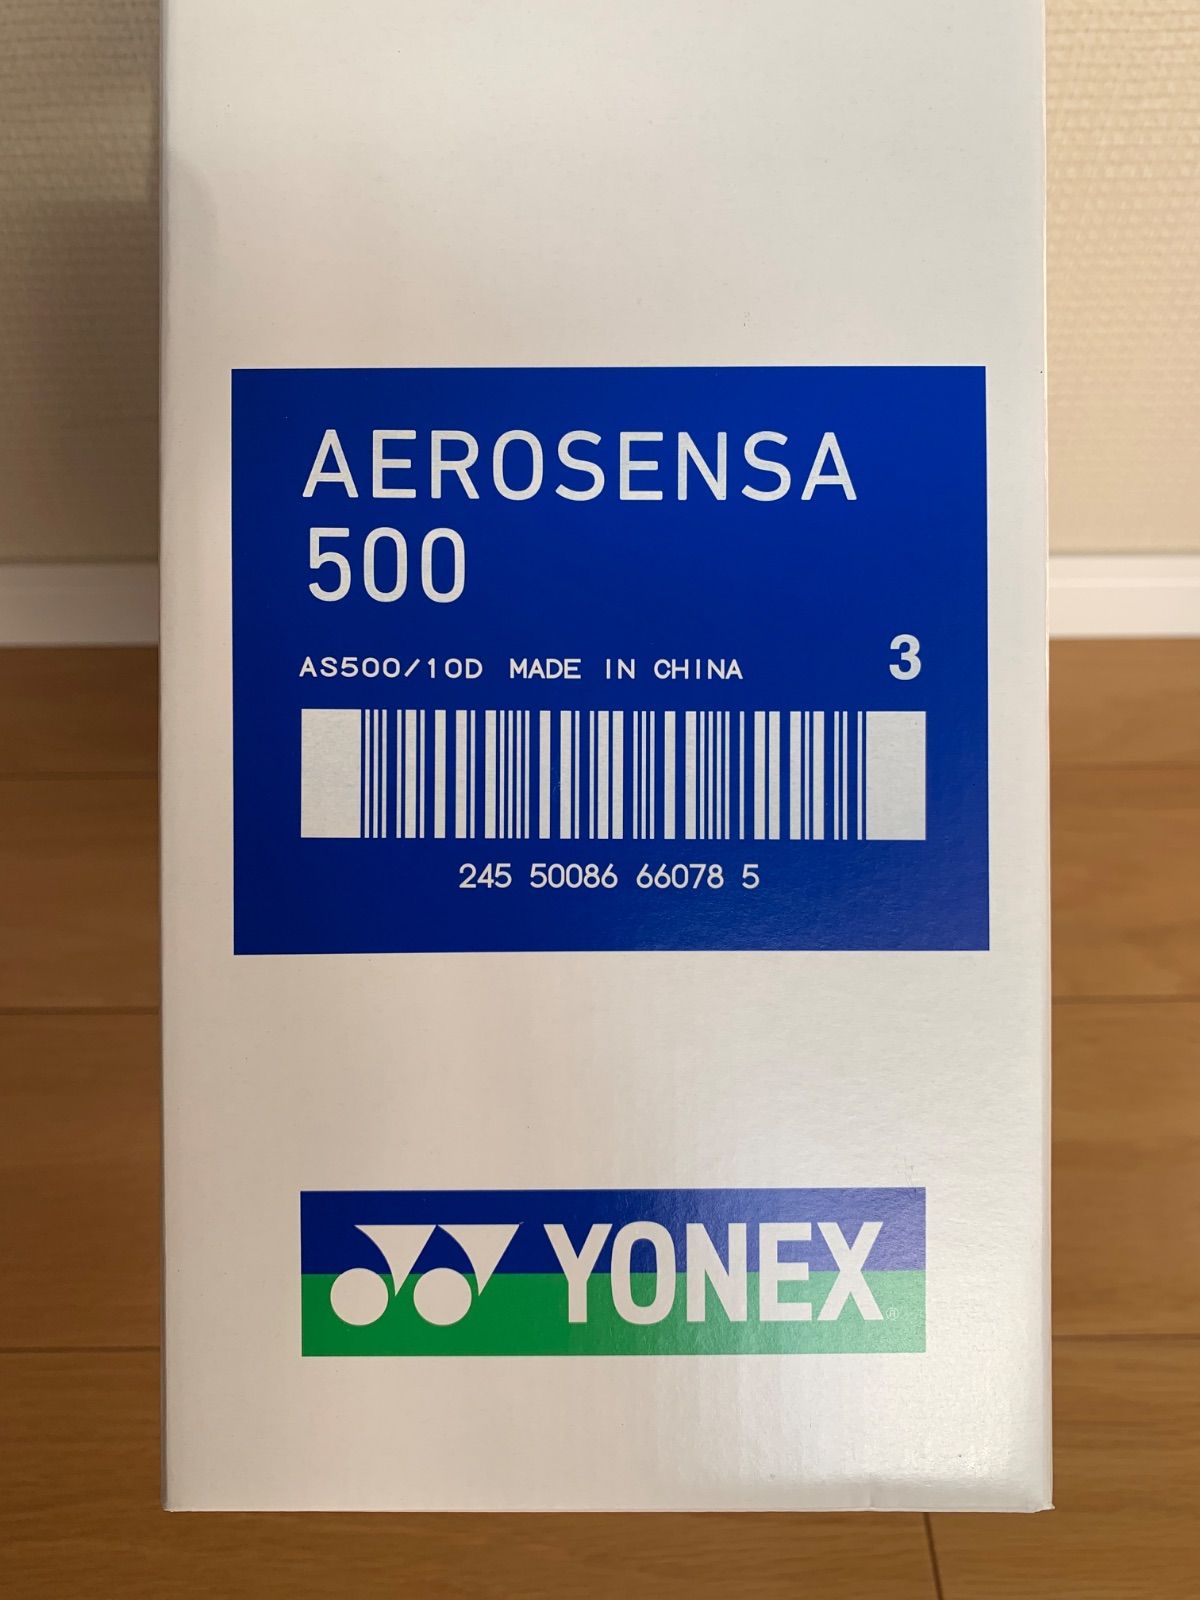 AEROSENSA
500
AS500/10D MADE IN CHINA 3
245 50086 66078 5
YONEX®